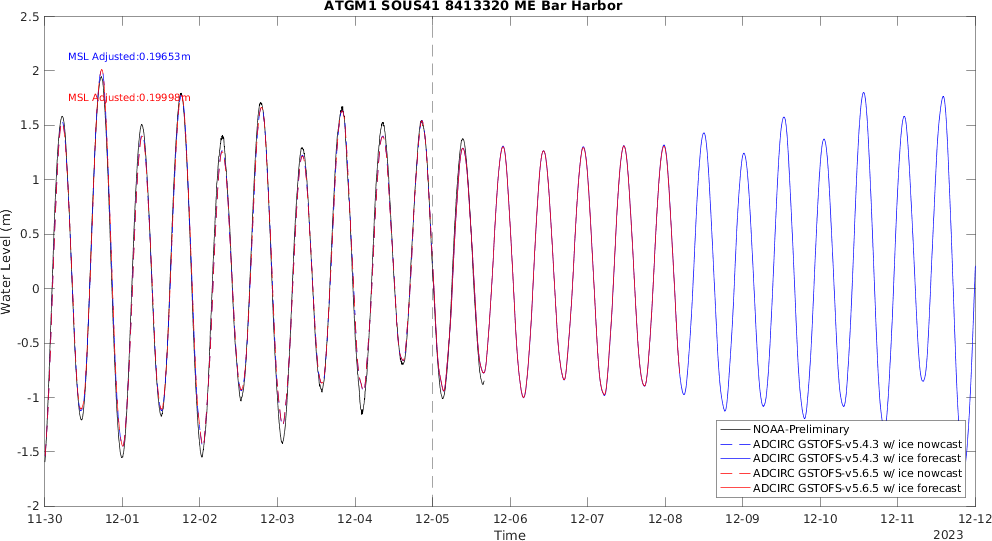 ATGM1 SOUS41 8413320 ME Bar Harbor
2.5
2
1.5
1
0.5
0
-0.5
-1
-1.5
-2
Water Level (m)
MSL Adjusted:0.19653m
MSL Adjusted:0.19998m
NOAA-Preliminary
ADCIRC GSTOFS-v5.4.3 w/ ice nowcast
ADCIRC GSTOFS-v5.4.3 w/ ice forecast
ADCIRC GSTOFS-v5.6.5 w/ ice nowcast
ADCIRC GSTOFS-v5.6.5 w/ ice forecast
11-30 12-01 12-02 12-03 12-04 12-05 12-06 12-07 12-08 12-09 12-10 12-11 12-12
Time
2023